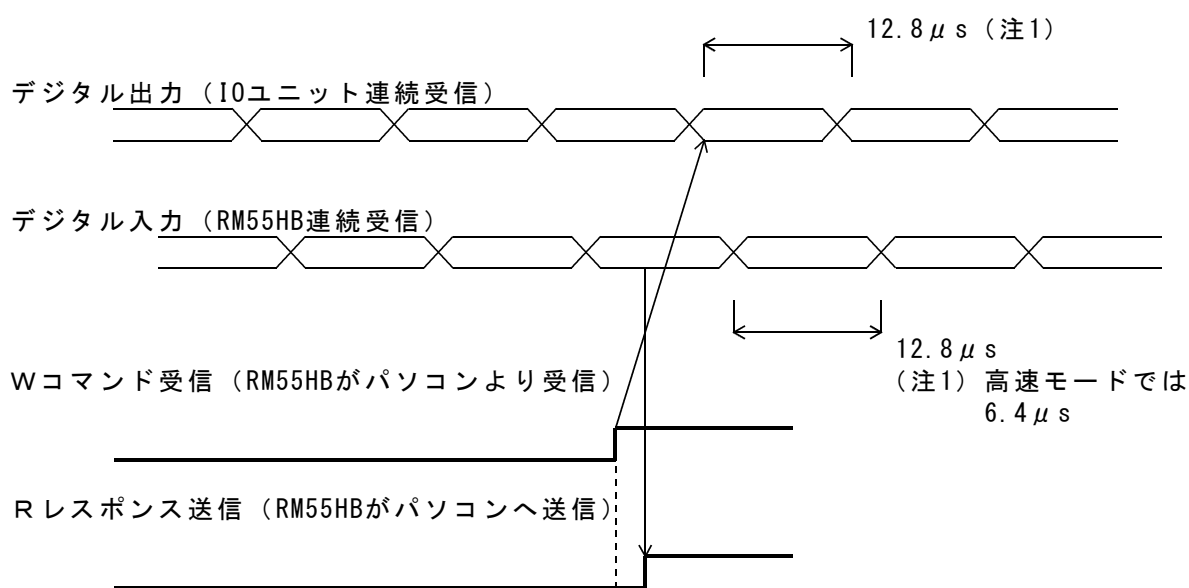 12.8μs（注1）
デジタル出力（IOユニット連続受信）
デジタル入力（RM55HB連続受信）
12.8μs
（注1）高速モードでは
6.4μs
Wコマンド受信（RM55HBがパソコンより受信）
Rレスポンス送信（RM55HBがパソコンへ送信）